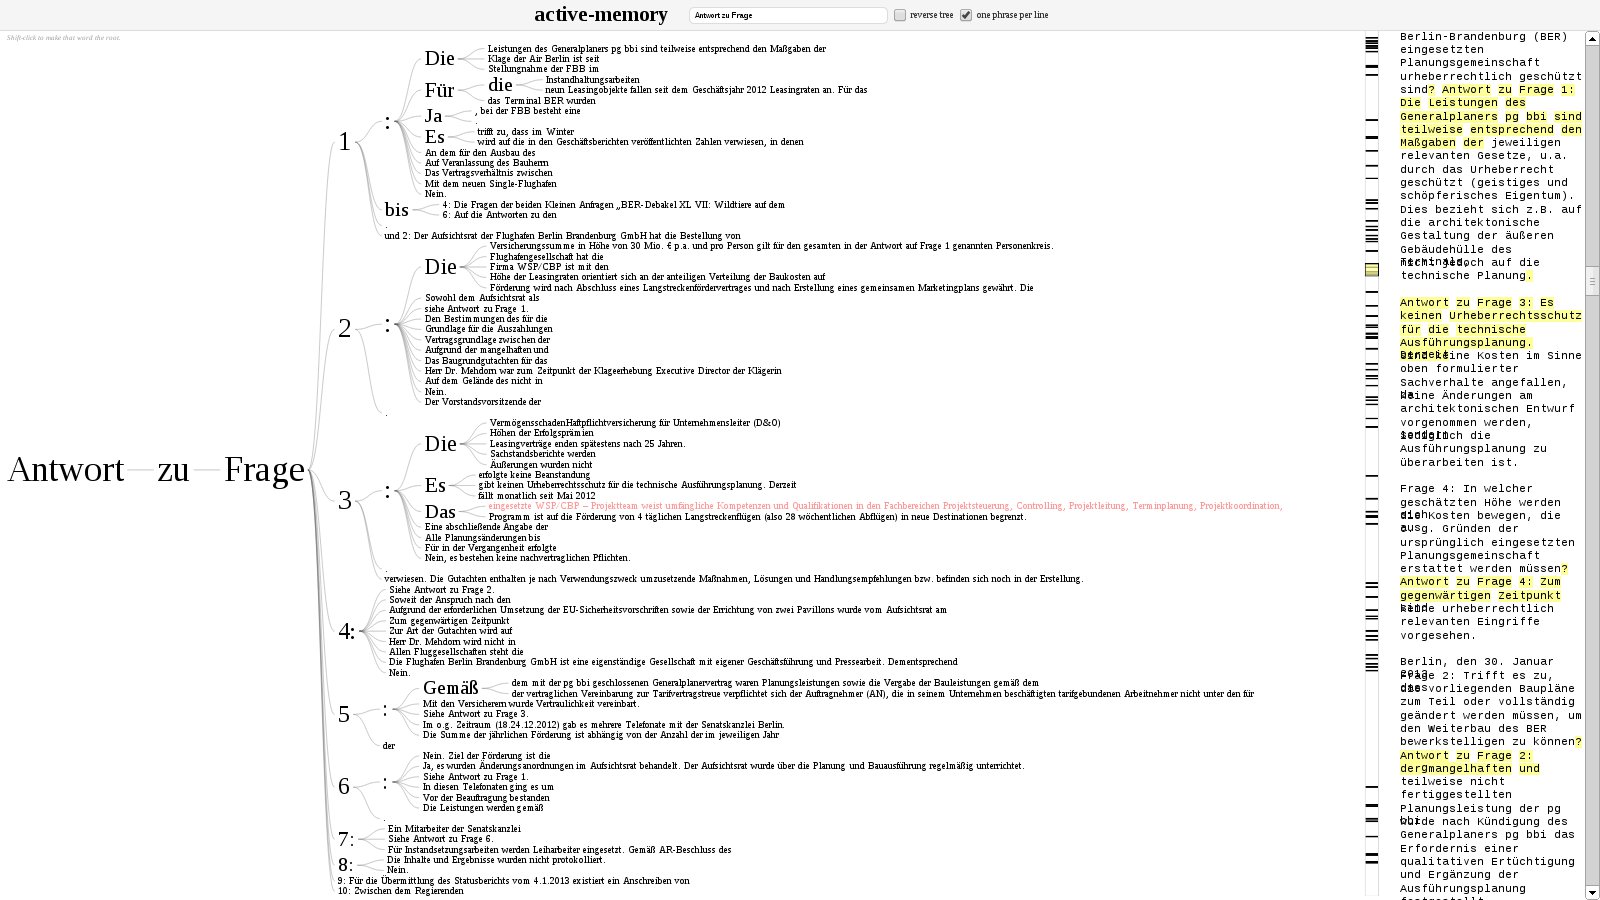 active-memory
Antwort zu Frage
reverse tree
one phrase per line
Shift-click to make that word the root.
Antwort zu Frage
1
:
Die
Leistungen des Generalplaners pg bbi sind teilweise entsprechend den Maßgaben der
Klage der Air Berlin ist seit
Stellungnahme der FBB im
Für
die
Instandhaltungsarbeiten
neun Leasingobjekte fallen seit dem Geschäftsjahr 2012 Leasingraten an. Für das
das Terminal BER wurden
Ja
, bei der FBB besteht eine
.
Es
trifft zu, dass im Winter
wird auf die in den Geschäftsberichten veröffentlichten Zahlen verwiesen, in denen
An dem für den Ausbau des
Auf Veranlassung des Bauherrn
Das Vertragsverhältnis zwischen
Mit dem neuen Single-Flughafen
Nein.
bis
4: Die Fragen der beiden Kleinen Anfragen „BER-Debakel XL VII: Wildtiere auf dem
6: Auf die Antworten zu den
.
und 2: Der Aufsichtsrat der Flughafen Berlin Brandenburg GmbH hat die Bestellung von
2
:
Die
Versicherungssumme in Höhe von 30 Mio. € p.a. und pro Person gilt für den gesamten in der Antwort auf Frage 1 genannten Personenkreis.
Flughafengesellschaft hat die
Firma WSP/CBP ist mit den
Höhe der Leasingraten orientiert sich an der anteiligen Verteilung der Baukosten auf
Förderung wird nach Abschluss eines Langstreckenfördervertrages und nach Erstellung eines gemeinsamen Marketingplans gewährt. Die
Sowohl dem Aufsichtsrat als
siehe Antwort zu Frage 1.
Den Bestimmungen des für die
Grundlage für die Auszahlungen
Vertragsgrundlage zwischen der
Aufgrund der mangelhaften und
Das Baugrundgutachten für das
Herr Dr. Mehdorn war zum Zeitpunkt der Klageerhebung Executive Director der Klägerin
Auf dem Gelände des nicht in
Nein.
Der Vorstandsvorsitzende der
.
3
:
Die
VermögensschadenHaftpflichtversicherung für Unternehmensleiter (D&O)
Höhen der Erfolgsprämien
Leasingverträge enden spätestens nach 25 Jahren.
Sachstandsberichte werden
Äußerungen wurden nicht
Es
erfolgte keine Beanstandung
gibt keinen Urheberrechtsschutz für die technische Ausführungsplanung. Derzeit
fällt monatlich seit Mai 2012
Das
eingesetzte WSP/CBP – Projektteam weist umfängliche Kompetenzen und Qualifikationen in den Fachbereichen Projektsteuerung, Controlling, Projektleitung, Terminplanung, Projektkoordination,
Programm ist auf die Förderung von 4 täglichen Langstreckenflügen (also 28 wöchentlichen Abflügen) in neue Destinationen begrenzt.
Eine abschließende Angabe der
Alle Planungsänderungen bis
Für in der Vergangenheit erfolgte
Nein, es bestehen keine nachvertraglichen Pflichten.
.
verwiesen. Die Gutachten enthalten je nach Verwendungszweck umzusetzende Maßnahmen, Lösungen und Handlungsempfehlungen bzw. befinden sich noch in der Erstellung.
4:
Siehe Antwort zu Frage 2.
Soweit der Anspruch nach den
Aufgrund der erforderlichen Umsetzung der EU-Sicherheitsvorschriften sowie der Errichtung von zwei Pavillons wurde vom Aufsichtsrat am
Zum gegenwärtigen Zeitpunkt
Zur Art der Gutachten wird auf
Herr Dr. Mehdorn wird nicht in
Allen Fluggesellschaften steht die
Die Flughafen Berlin Brandenburg GmbH ist eine eigenständige Gesellschaft mit eigener Geschäftsführung und Pressearbeit. Dementsprechend
Nein.
5
:
Gemäß
dem mit der pg bbi geschlossenen Generalplanervertrag waren Planungsleistungen sowie die Vergabe der Bauleistungen gemäß dem
der vertraglichen Vereinbarung zur Tarifvertragstreue verpflichtet sich der Auftragnehmer (AN), die in seinem Unternehmen beschäftigten tarifgebundenen Arbeitnehmer nicht unter den für
Mit den Versicherern wurde Vertraulichkeit vereinbart.
Siehe Antwort zu Frage 3.
Im o.g. Zeitraum (18.24.12.2012) gab es mehrere Telefonate mit der Senatskanzlei Berlin.
Die Summe der jährlichen Förderung ist abhängig von der Anzahl der im jeweiligen Jahr
der
6
:
Nein. Ziel der Förderung ist die
Ja, es wurden Änderungsanordnungen im Aufsichtsrat behandelt. Der Aufsichtsrat wurde über die Planung und Bauausführung regelmäßig unterrichtet.
Siehe Antwort zu Frage 1.
In diesen Telefonaten ging es um
Vor der Beauftragung bestanden
Die Leistungen werden gemäß
.
7:
Ein Mitarbeiter der Senatskanzlei
Siehe Antwort zu Frage 6.
Für Instandsetzungsarbeiten werden Leiharbeiter eingesetzt. Gemäß AR-Beschluss des
8:
Die Inhalte und Ergebnisse wurden nicht protokolliert.
Nein.
9: Für die Übermittlung des Statusberichts vom 4.1.2013 existiert ein Anschreiben von
10: Zwischen dem Regierenden
Berlin-Brandenburg (BER)
eingesetzten
Planungsgemeinschaft
urheberrechtlich geschützt
sind? Antwort zu Frage 1:
Die Leistungen des
Generalplaners pg bbi sind
teilweise entsprechend den
Maßgaben der jeweiligen
relevanten Gesetze, u.a.
durch das Urheberrecht
geschützt (geistiges und
schöpferisches Eigentum).
Dies bezieht sich z.B. auf
die architektonische
Gestaltung der äußeren
Gebäudehülle des
Terminals,
nicht jedoch auf die
technische Planung.
Antwort zu Frage 3: Es
keinen Urheberrechtsschutz
für die technische
Ausführungsplanung.
Derzeit
sind keine Kosten im Sinne
oben formulierter
Sachverhalte angefallen,
da
keine Änderungen am
architektonischen Entwurf
vorgenommen werden,
sondern
lediglich die
Ausführungsplanung zu
überarbeiten ist.
Frage 4: In welcher
geschätzten Höhe werden
sich
die Kosten bewegen, die
aus
o.g. Gründen der
ursprünglich eingesetzten
Planungsgemeinschaft
erstattet werden müssen?
Antwort zu Frage 4: Zum
gegenwärtigen Zeitpunkt
sind
keine urheberrechtlich
relevanten Eingriffe
vorgesehen.
Berlin, den 30. Januar
2013
Frage 2: Trifft es zu,
dass
die vorliegenden Baupläne
zum Teil oder vollständig
geändert werden müssen, um
den Weiterbau des BER
bewerkstelligen zu können?
Antwort zu Frage 2:
der mangelhaften und
teilweise nicht
fertiggestellten
Planungsleistung der pg
bbi
wurde nach Kündigung des
Generalplaners pg bbi das
Erfordernis einer
qualitativen Ertüchtigung
und Ergänzung der
Ausführungsplanung
festgestellt